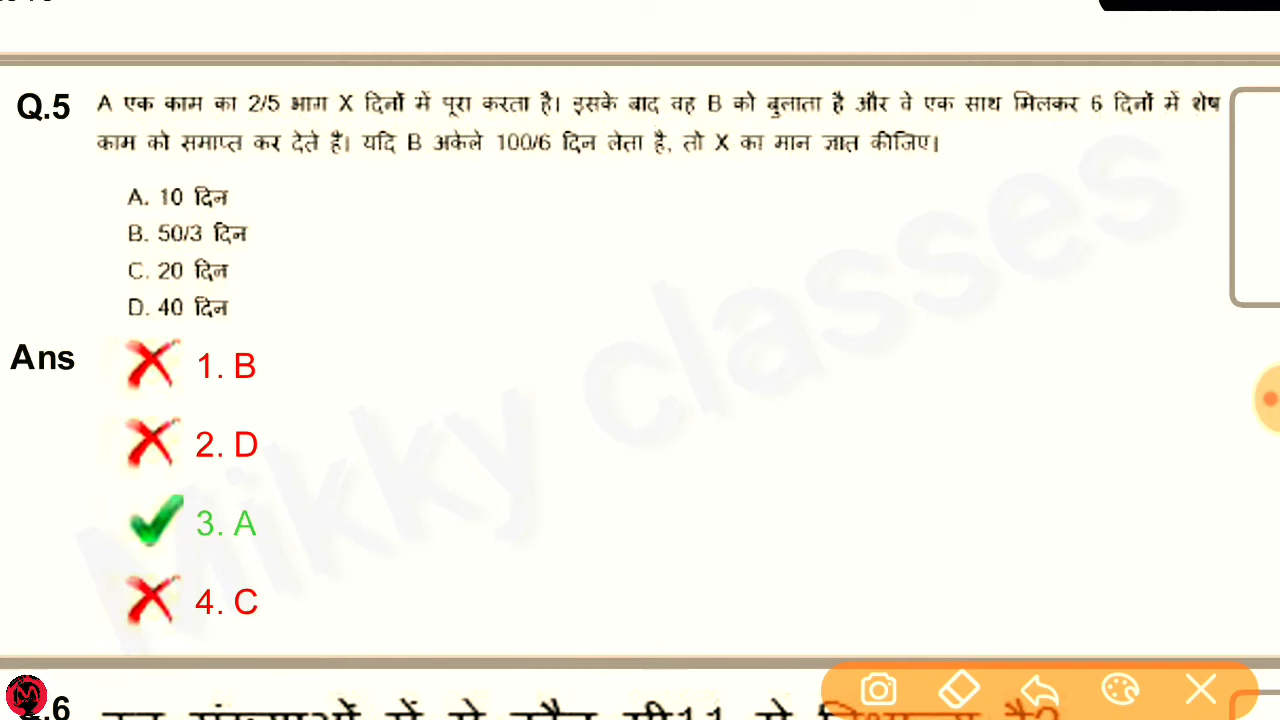 Q.5 A एक काम का 2/5 भाग X दिनों में पूरा करता है। इसके बाद वह B को बुलाता है और वे एक साथ मिलकर 6 दिनों में शेष
काम को समाप्त कर देते हैं। यदि B अकेले 100/6 दिन लेता है, तो X का मान ज्ञात कीजिए।
A. 10 दिन
B. 50/3 दिन
C. 20 दिन
D. 40 दिन
Ans
1. B
2. D
3. A
4. C
Mikky classes
.6